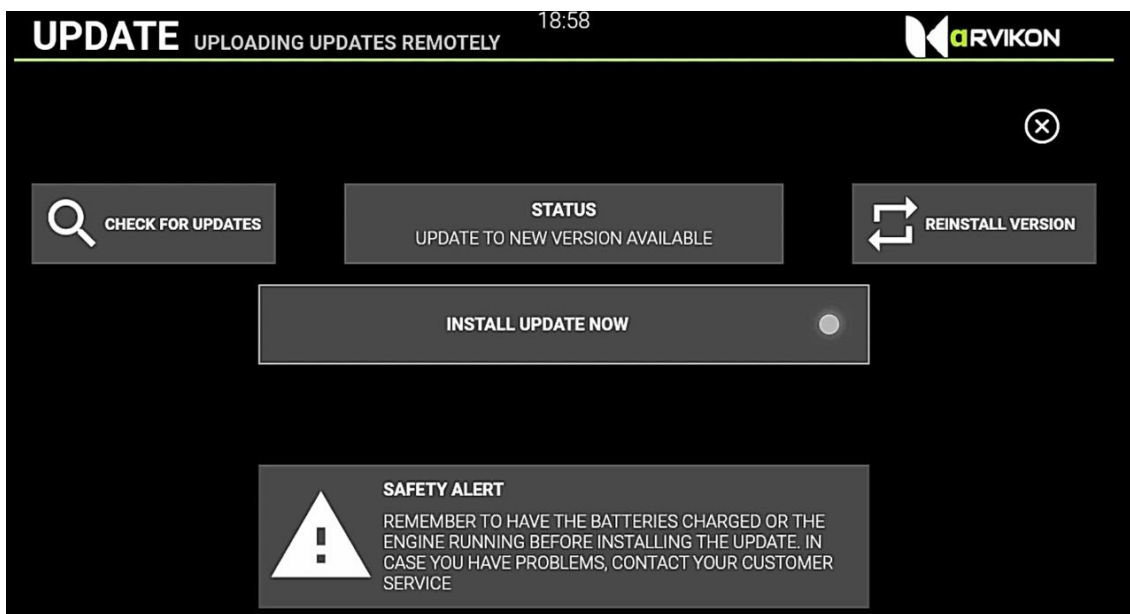 18:58
UPDATE UPLOADING UPDATES REMOTELY
aRVIKON
CHECK FOR UPDATES
STATUS
UPDATE TO NEW VERSION AVAILABLE
REINSTALL VERSION
INSTALL UPDATE NOW
SAFETY ALERT
REMEMBER TO HAVE THE BATTERIES CHARGED OR THE
ENGINE RUNNING BEFORE INSTALLING THE UPDATE. IN
CASE YOU HAVE PROBLEMS, CONTACT YOUR CUSTOMER
SERVICE